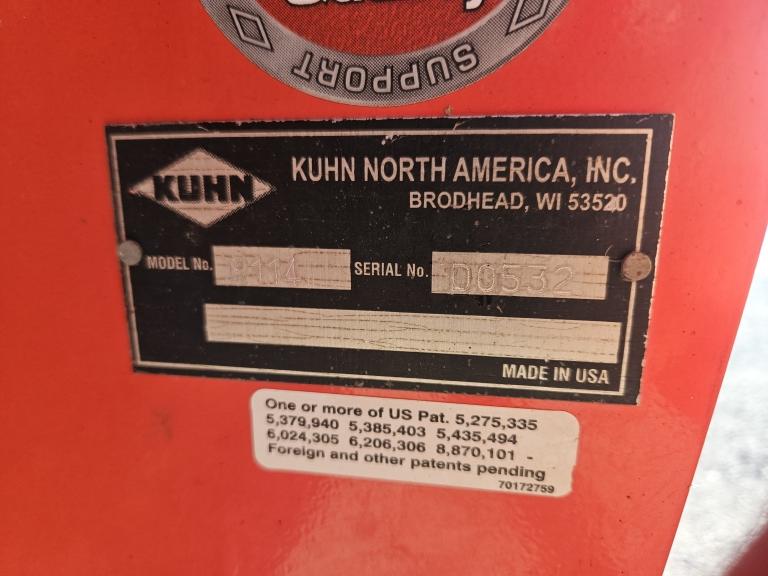 SUPPORT
KUHN
KUHN NORTH AMERICA, INC.
BRODHEAD, WI 53520
MODEL No. 8114 SERIAL No. D0532
MADE IN USA
One or more of US Pat. 5,275,335
5,379,940 5,385,403 5,435,494
6,024,305 6,206,306 8,870,101 -
Foreign and other patents pending
70172759